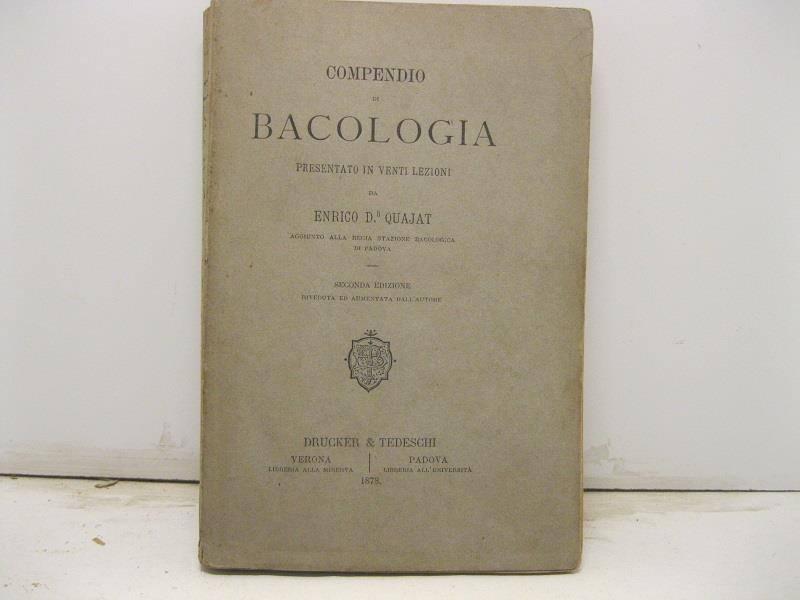 COMPENDIO
DI
BACOLOGIA
PRESENTATO IN VENTI LEZIONI
DA
ENRICO D.R QUAJAT
AGGIUNTO ALLA REGIA STAZIONE BACOLOGICA
DI PADOVA
SECONDA EDIZIONE
RIVEDUTA ED AUMENTATA DALL'AUTORE
DRUCKER & TEDESCHI
VERONA
LIBRERIA ALLA MINERVA
PADOVA
LIBRERIA ALL'UNIVERSITÀ
1878.